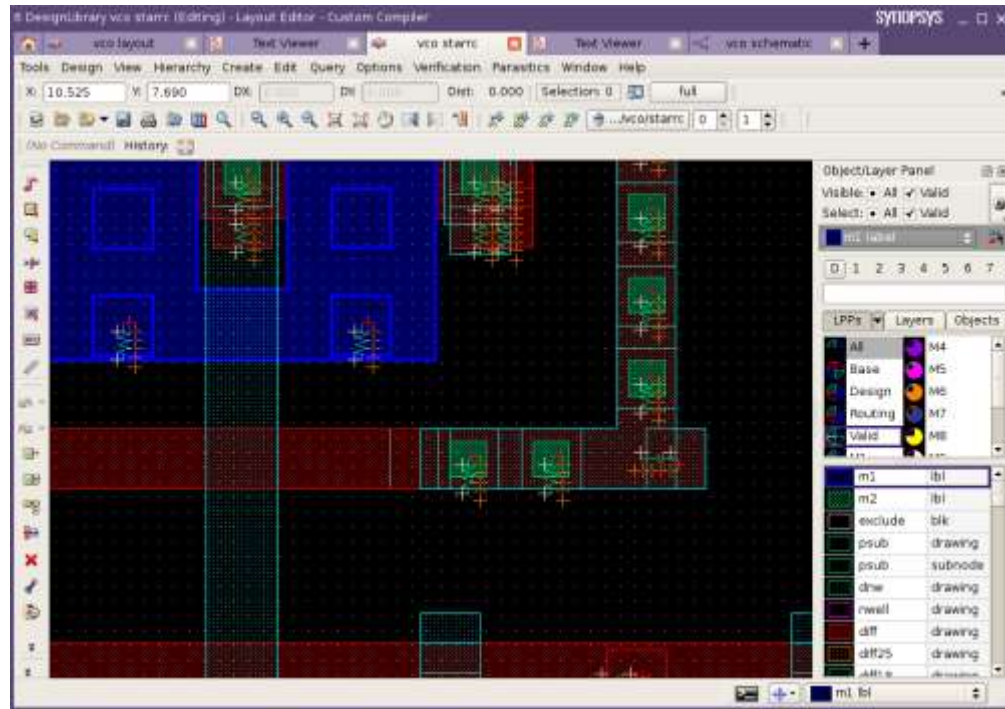 DesignLibrary vco starrc (Editing) - Layout Editor - Custom Compiler
SYNOPSYS
vco layout
Text Viewer
vco starrc
Text Viewer
vco schematic
Tools Design View Hierarchy Create Edit Query Options Verification Parasitics Window Help
X: 10.525 Y: 7.690 DX: DY: Dist: 0.000 Selection: 0 full
.../vco/starrc 0 1
(No Command) History
Object/Layer Panel
Visible: All Valid
Select: All Valid
m1 label
0 1 2 3 4 5 6 7
LPPs Layers Objects
All M4
Base M5
Design M6
Routing M7
Valid M8
m1 lbl
m2 lbl
exclude blk
psub drawing
psub subnode
dnw drawing
nwell drawing
diff drawing
diff25 drawing
diff18 drawing
m1 lbl